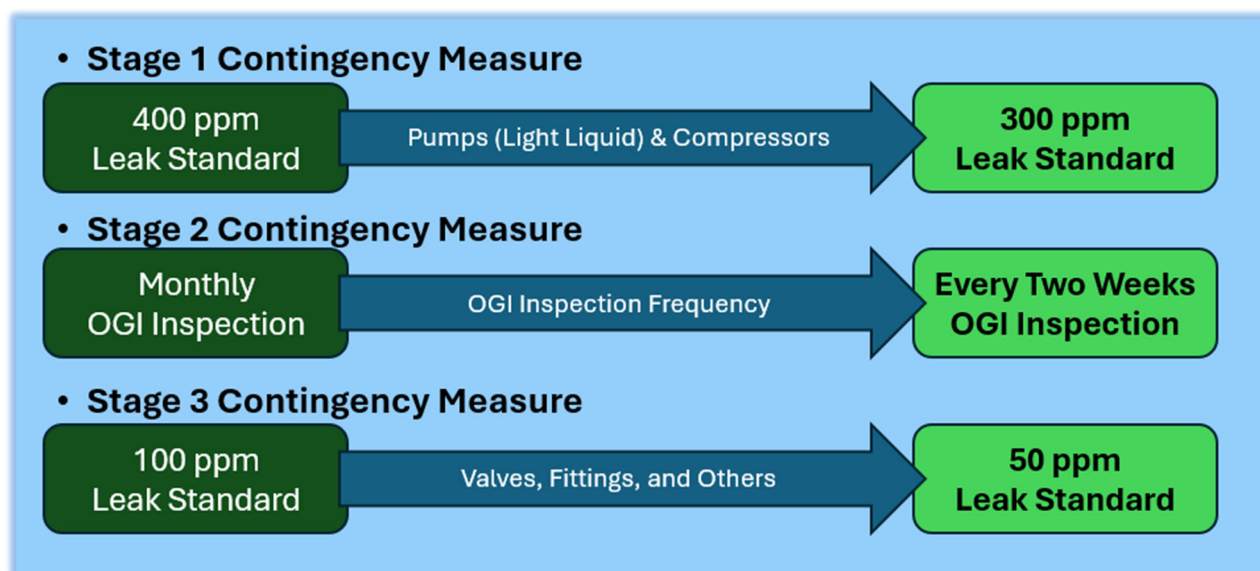 • Stage 1 Contingency Measure
400 ppm
Leak Standard
Pumps (Light Liquid) & Compressors
300 ppm
Leak Standard
• Stage 2 Contingency Measure
Monthly
OGI Inspection
OGI Inspection Frequency
Every Two Weeks
OGI Inspection
• Stage 3 Contingency Measure
100 ppm
Leak Standard
Valves, Fittings, and Others
50 ppm
Leak Standard